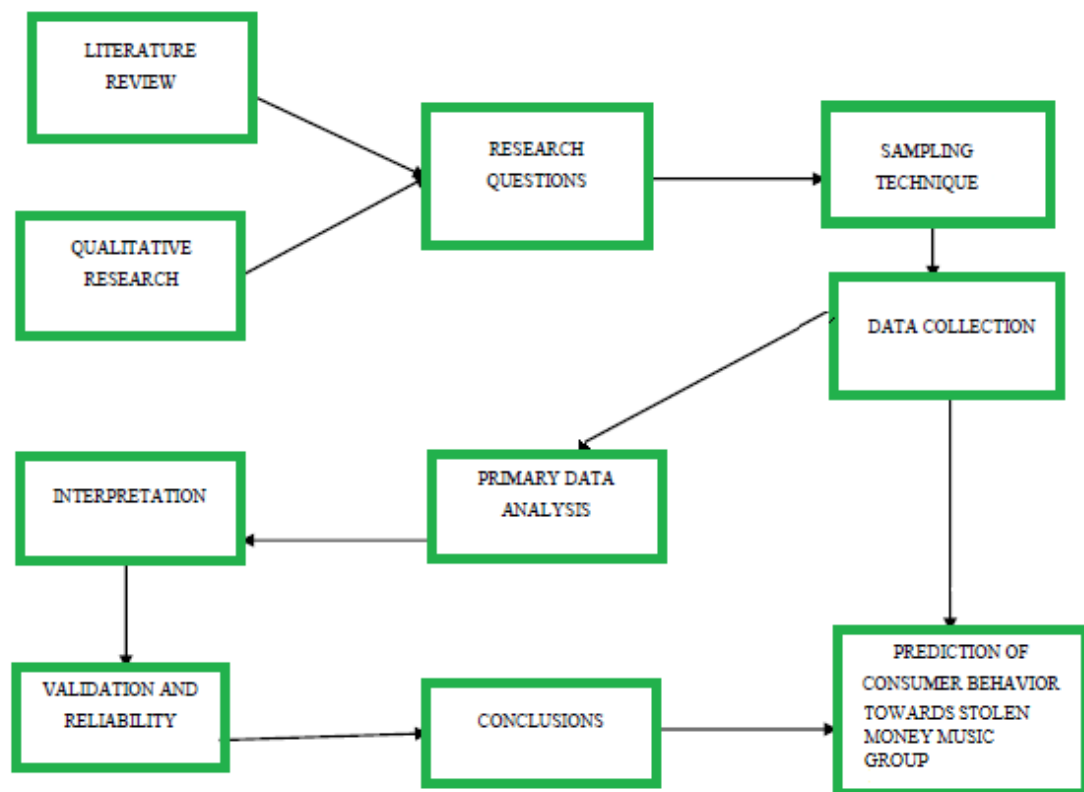 LITERATURE
REVIEW
QUALITATIVE
RESEARCH
RESEARCH
QUESTIONS
SAMPLING
TECHNIQUE
DATA COLLECTION
PRIMARY DATA
ANALYSIS
INTERPRETATION
VALIDATION AND
RELIABILITY
CONCLUSIONS
PREDICTION OF
CONSUMER BEHAVIOR
TOWARDS STOLEN
MONEY MUSIC
GROUP